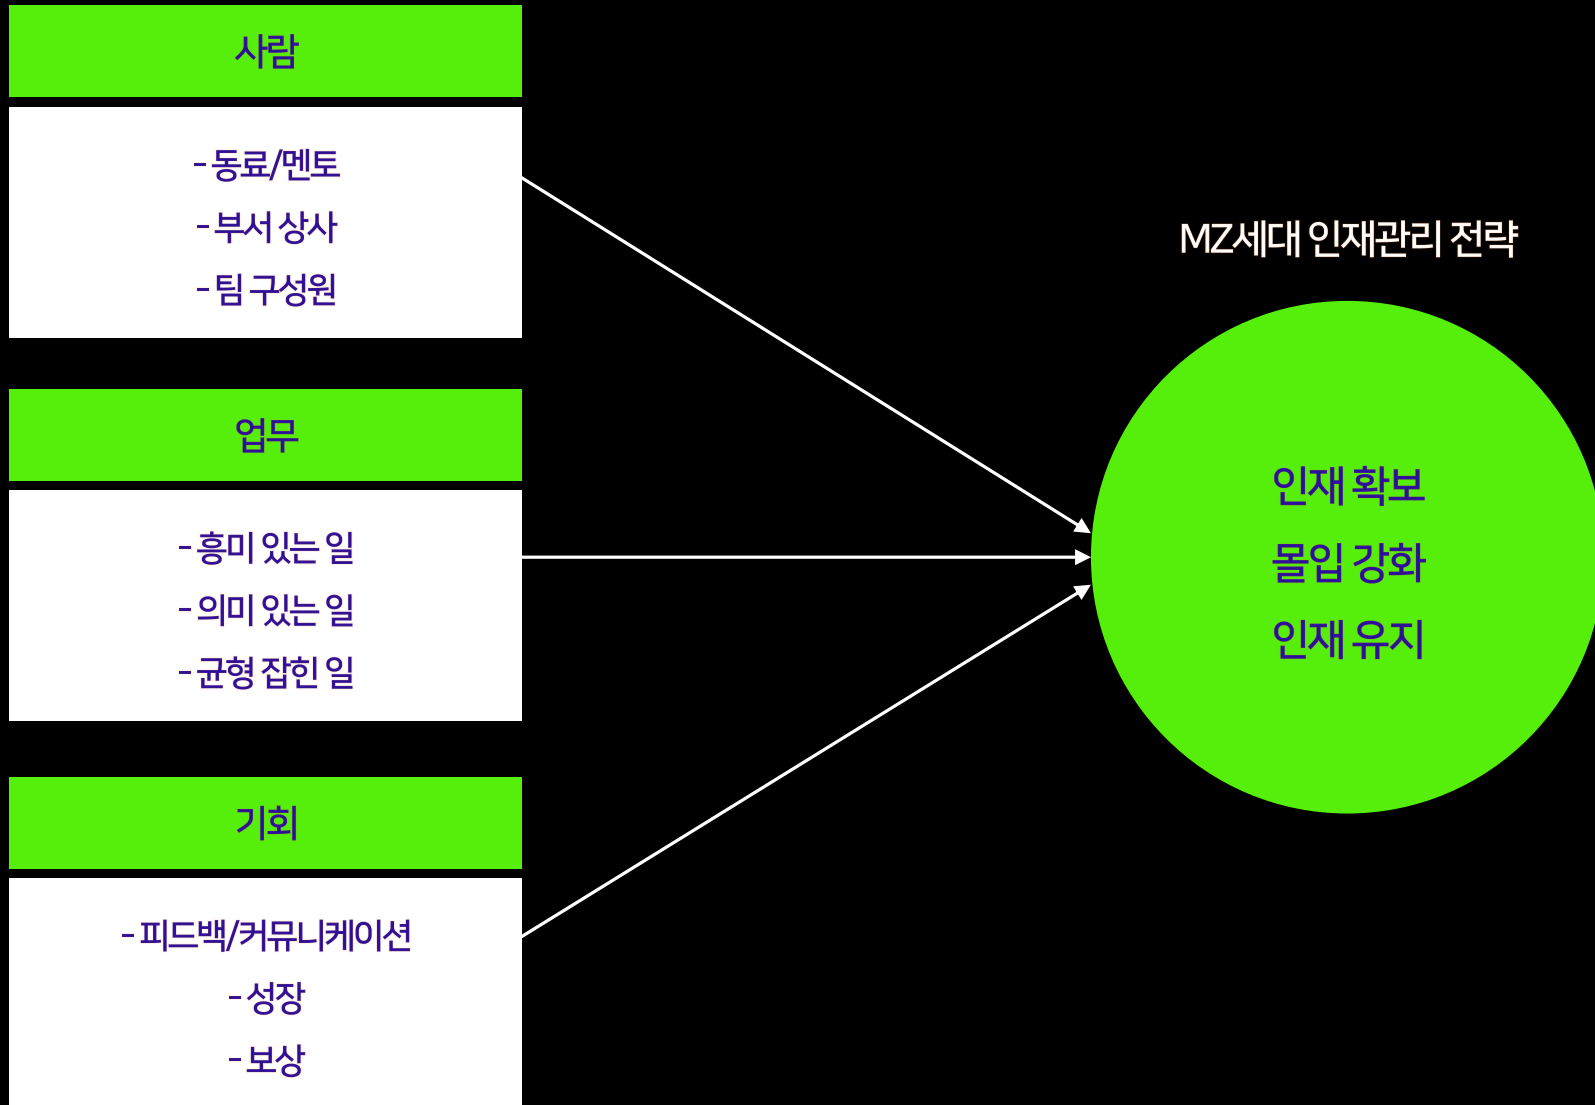 사람
- 동료/멘토
- 부서 상사
- 팀 구성원
업무
- 흥미 있는 일
- 의미 있는 일
- 균형 잡힌 일
기회
- 피드백/커뮤니케이션
- 성장
- 보상
MZ세대 인재관리 전략
인재 확보
몰입 강화
인재 유지